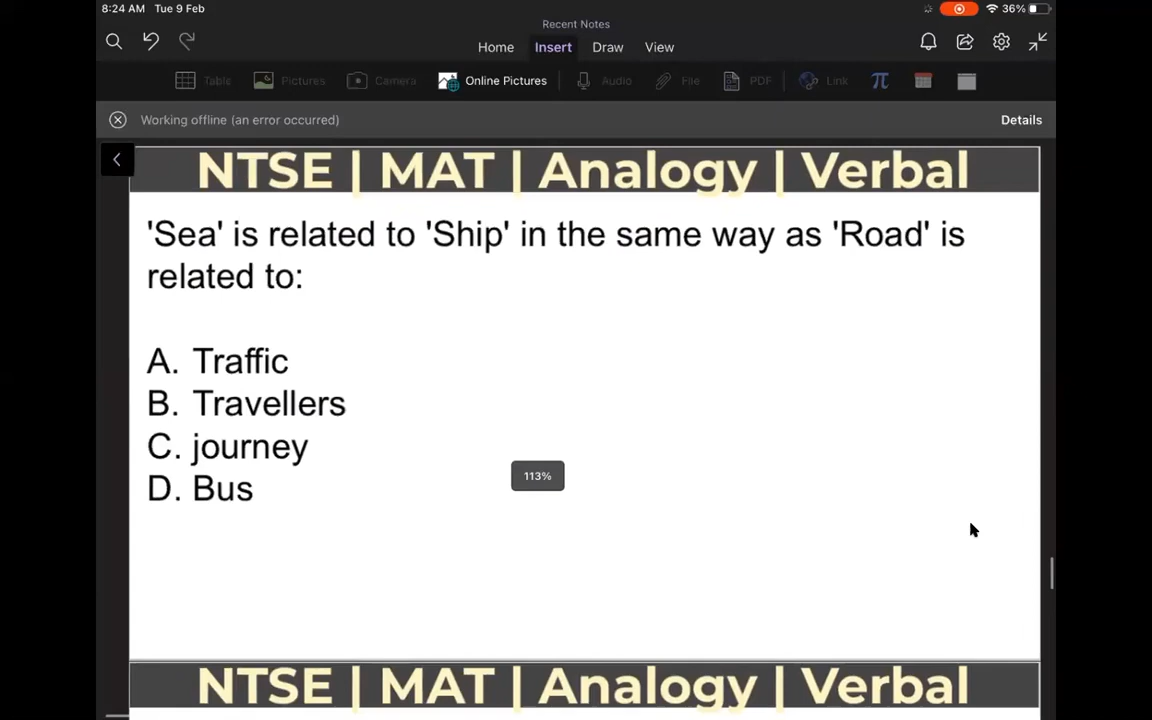 8:24 AM Tue 9 Feb
36%
Recent Notes
Home Insert Draw View
Table Pictures Camera Online Pictures Audio File PDF Link π
Working offline (an error occurred) Details
NTSE | MAT | Analogy | Verbal
'Sea' is related to 'Ship' in the same way as 'Road' is
related to:
A. Traffic
B. Travellers
C. journey
D. Bus
113%
NTSE | MAT | Analogy | Verbal